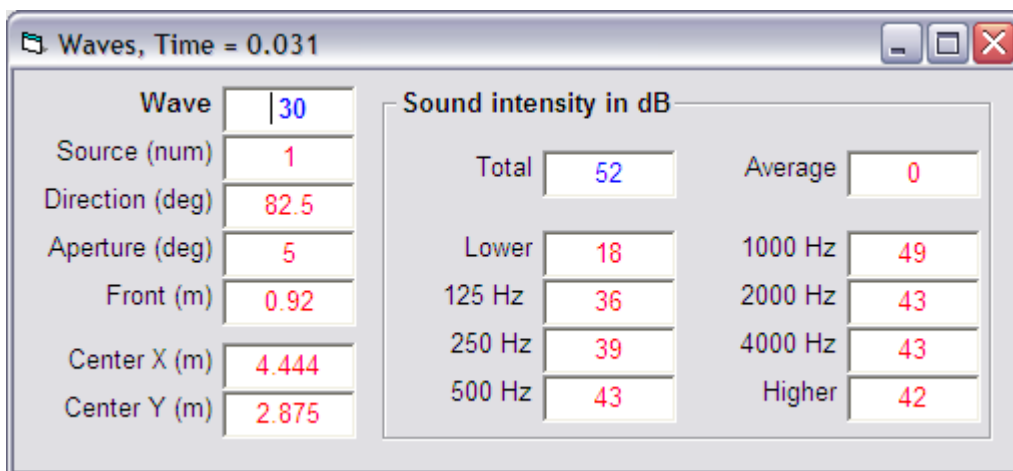 Waves, Time = 0.031
Wave 30
Source (num) 1
Direction (deg) 82.5
Aperture (deg) 5
Front (m) 0.92
Center X (m) 4.444
Center Y (m) 2.875
Sound intensity in dB
Total 52 Average 0
Lower 18 1000 Hz 49
125 Hz 36 2000 Hz 43
250 Hz 39 4000 Hz 43
500 Hz 43 Higher 42